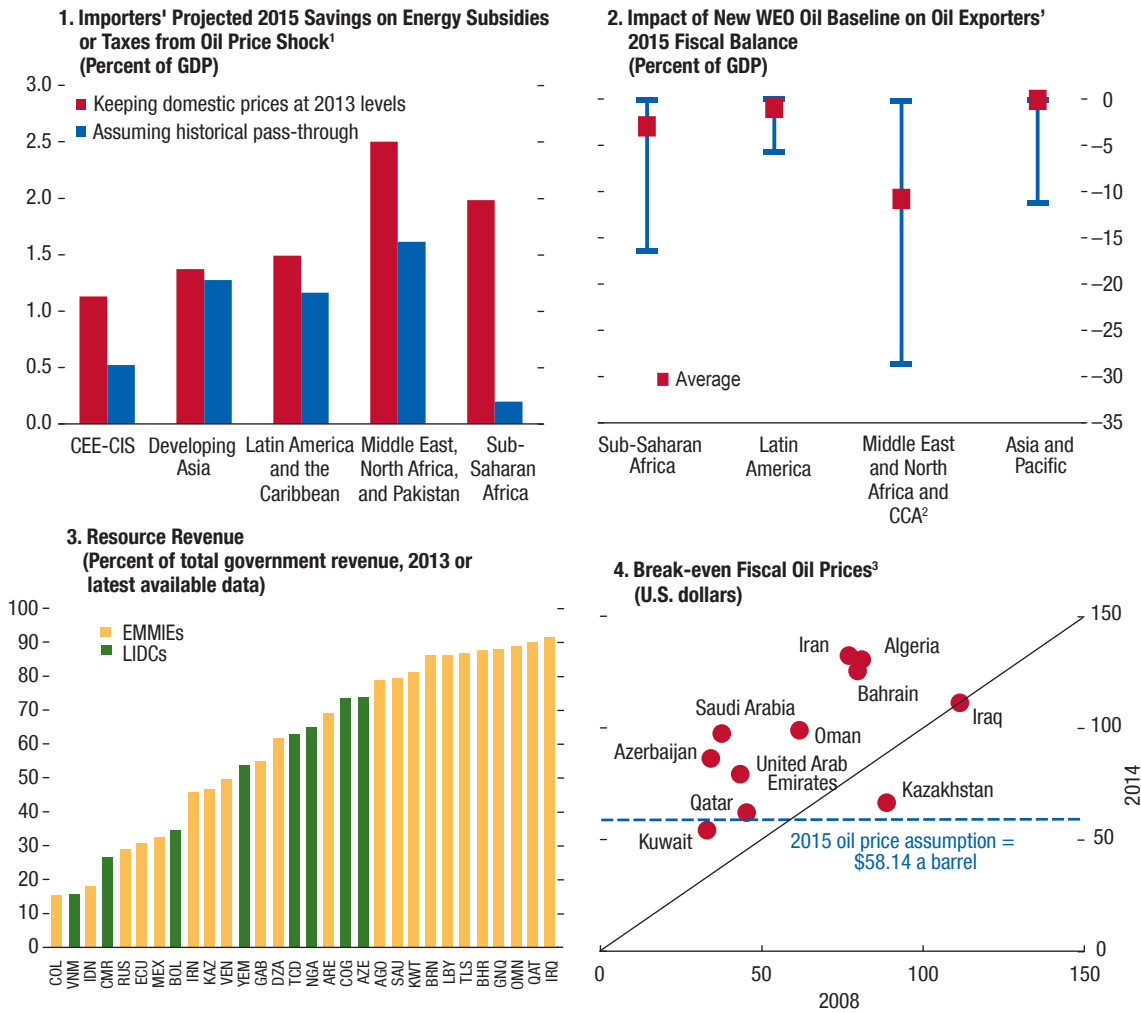 1. Importers' Projected 2015 Savings on Energy Subsidies
or Taxes from Oil Price Shock¹
(Percent of GDP)
3.0
2.5
2.0
1.5
1.0
0.5
0.0
Keeping domestic prices at 2013 levels
Assuming historical pass-through
CEE-CIS
Developing
Asia
Latin America
and the
Caribbean
Middle East,
North Africa,
and Pakistan
Sub-
Saharan
Africa
2. Impact of New WEO Oil Baseline on Oil Exporters’
2015 Fiscal Balance
(Percent of GDP)
0
–5
–10
–15
–20
–25
–30
–35
Average
Sub-Saharan
Africa
Latin
America
Middle East
and North
Africa and
CCA²
Asia and
Pacific
3. Resource Revenue
(Percent of total government revenue, 2013 or
latest available data)
100
90
80
70
60
50
40
30
20
10
0
EMMIEs
LIDCs
COL
VNM
IDN
CMR
RUS
ECU
MEX
BOL
IRN
KAZ
VEN
YEM
GAB
DZA
TCD
NGA
ARE
COG
AZE
AGO
SAU
KWT
BRN
LBY
TLS
BHR
GNQ
OMN
QAT
IRQ
4. Break-even Fiscal Oil Prices³
(U.S. dollars)
150
100
50
0
2014
Iran
Algeria
Bahrain
Saudi Arabia
Iraq
Oman
Azerbaijan
United Arab
Emirates
Kazakhstan
Qatar
Kuwait
2015 oil price assumption =
$58.14 a barrel
0
50
100
150
2008